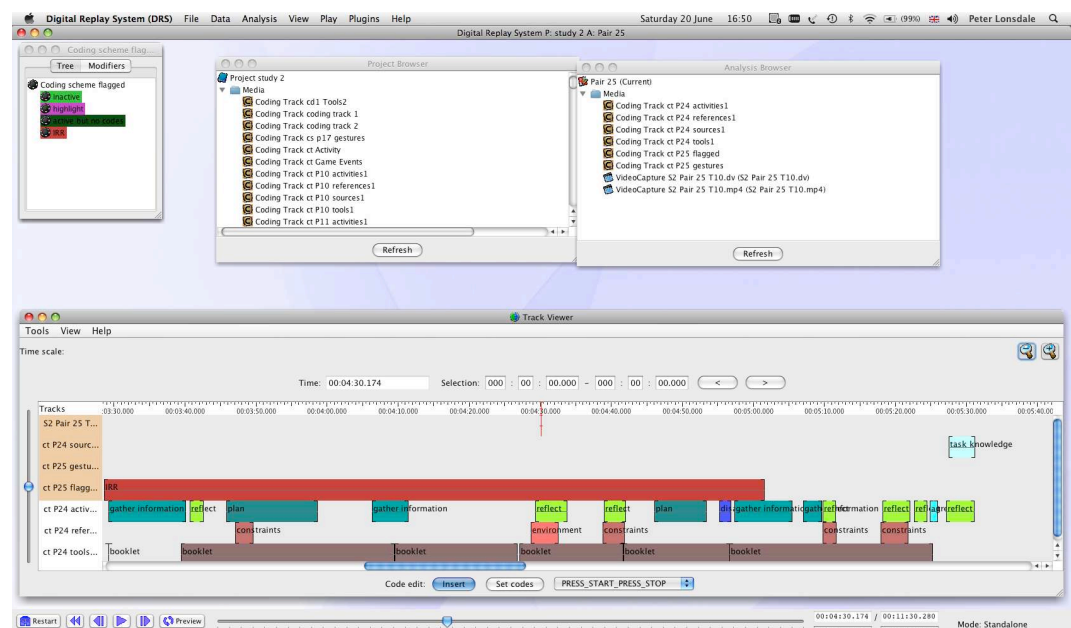 Digital Replay System (DRS) File Data Analysis View Play Plugins Help Saturday 20 June 16:50 (99%) Peter Lonsdale
Digital Replay System P: study 2 A: Pair 25
Coding scheme flag...
Tree Modifiers
Coding scheme flagged
Inactive
highlight
active but no codes
IRR
Project Browser
Project study 2
Media
Coding Track cd1 Tools2
Coding Track coding track 1
Coding Track coding track 2
Coding Track cs p17 gestures
Coding Track ct Activity
Coding Track ct Game Events
Coding Track ct P10 activities1
Coding Track ct P10 references1
Coding Track ct P10 sources1
Coding Track ct P10 tools1
Coding Track ct P11 activities1
Refresh
Analysis Browser
Pair 25 (Current)
Media
Coding Track ct P24 activities1
Coding Track ct P24 references1
Coding Track ct P24 sources1
Coding Track ct P24 tools1
Coding Track ct P25 flagged
Coding Track ct P25 gestures
VideoCapture S2 Pair 25 T10.dv (S2 Pair 25 T10.dv)
VideoCapture S2 Pair 25 T10.mp4 (S2 Pair 25 T10.mp4)
Refresh
Track Viewer
Tools View Help
Time scale:
Time: 00:04:30.174 Selection: 000 : 00 : 00.000 - 000 : 00 : 00.000 < >
Tracks :03:30.000 00:03:40.000 00:03:50.000 00:04:00.000 00:04:10.000 00:04:20.000 00:04:30.000 00:04:40.000 00:04:50.000 00:05:00.000 00:05:10.000 00:05:20.000 00:05:30.000 00:05:40.00
S2 Pair 25 T...
ct P24 sourc... task knowledge
ct P25 gestu...
ct P25 flagg... IRR
ct P24 activ... gather information reflect plan gather information reflect reflect plan gather informatio reflect reflect
ct P24 refer... constraints environment constraints constraints constraints
ct P24 tools... booklet booklet booklet booklet booklet booklet
Code edit: Insert Set codes PRESS_START_PRESS_STOP
Restart Preview 00:04:30.174 / 00:11:30.280 Mode: Standalone